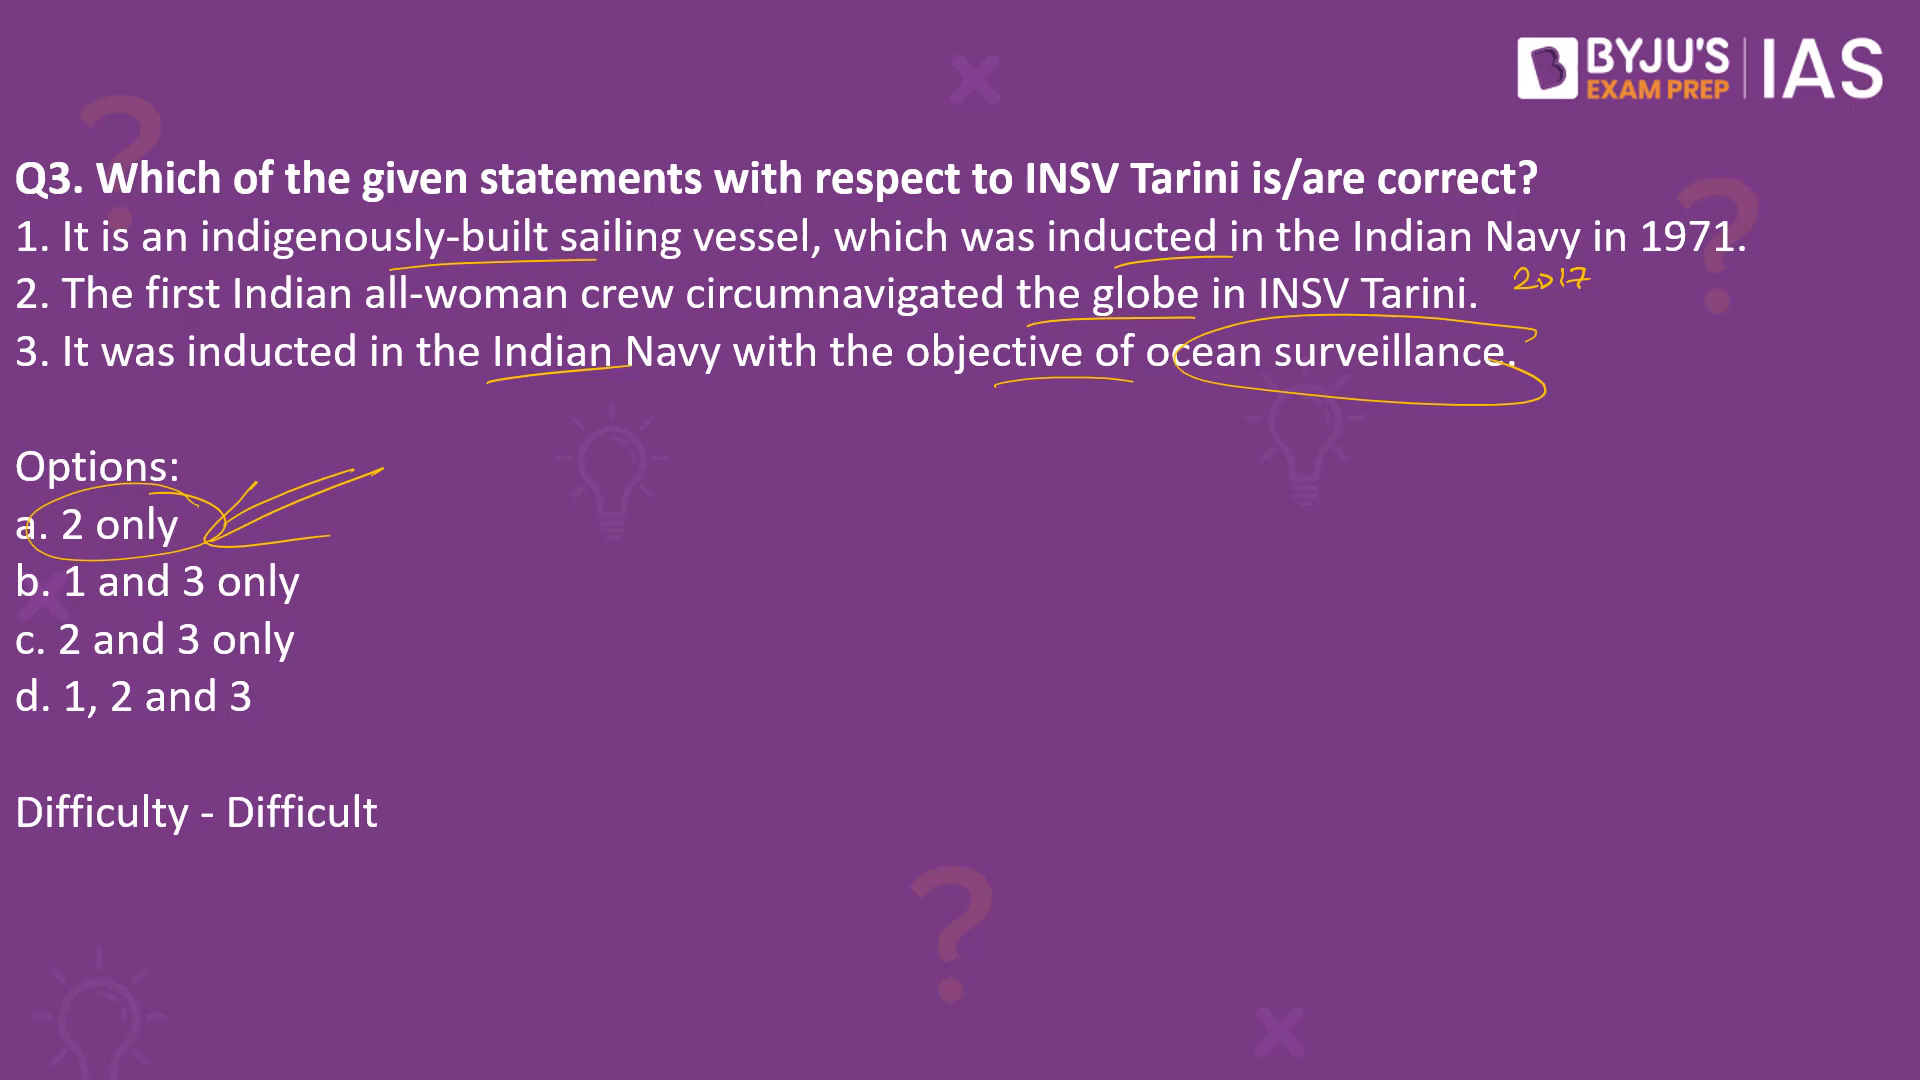 BYJU'S
EXAM PREP
IAS
Q3. Which of the given statements with respect to INSV Tarini is/are correct?
1. It is an indigenously-built sailing vessel, which was inducted in the Indian Navy in 1971.
2017
2. The first Indian all-woman crew circumnavigated the globe in INSV Tarini.
3. It was inducted in the Indian Navy with the objective of ocean surveillance.
Options:
a. 2 only
b. 1 and 3 only
c. 2 and 3 only
d. 1, 2 and 3
Difficulty - Difficult